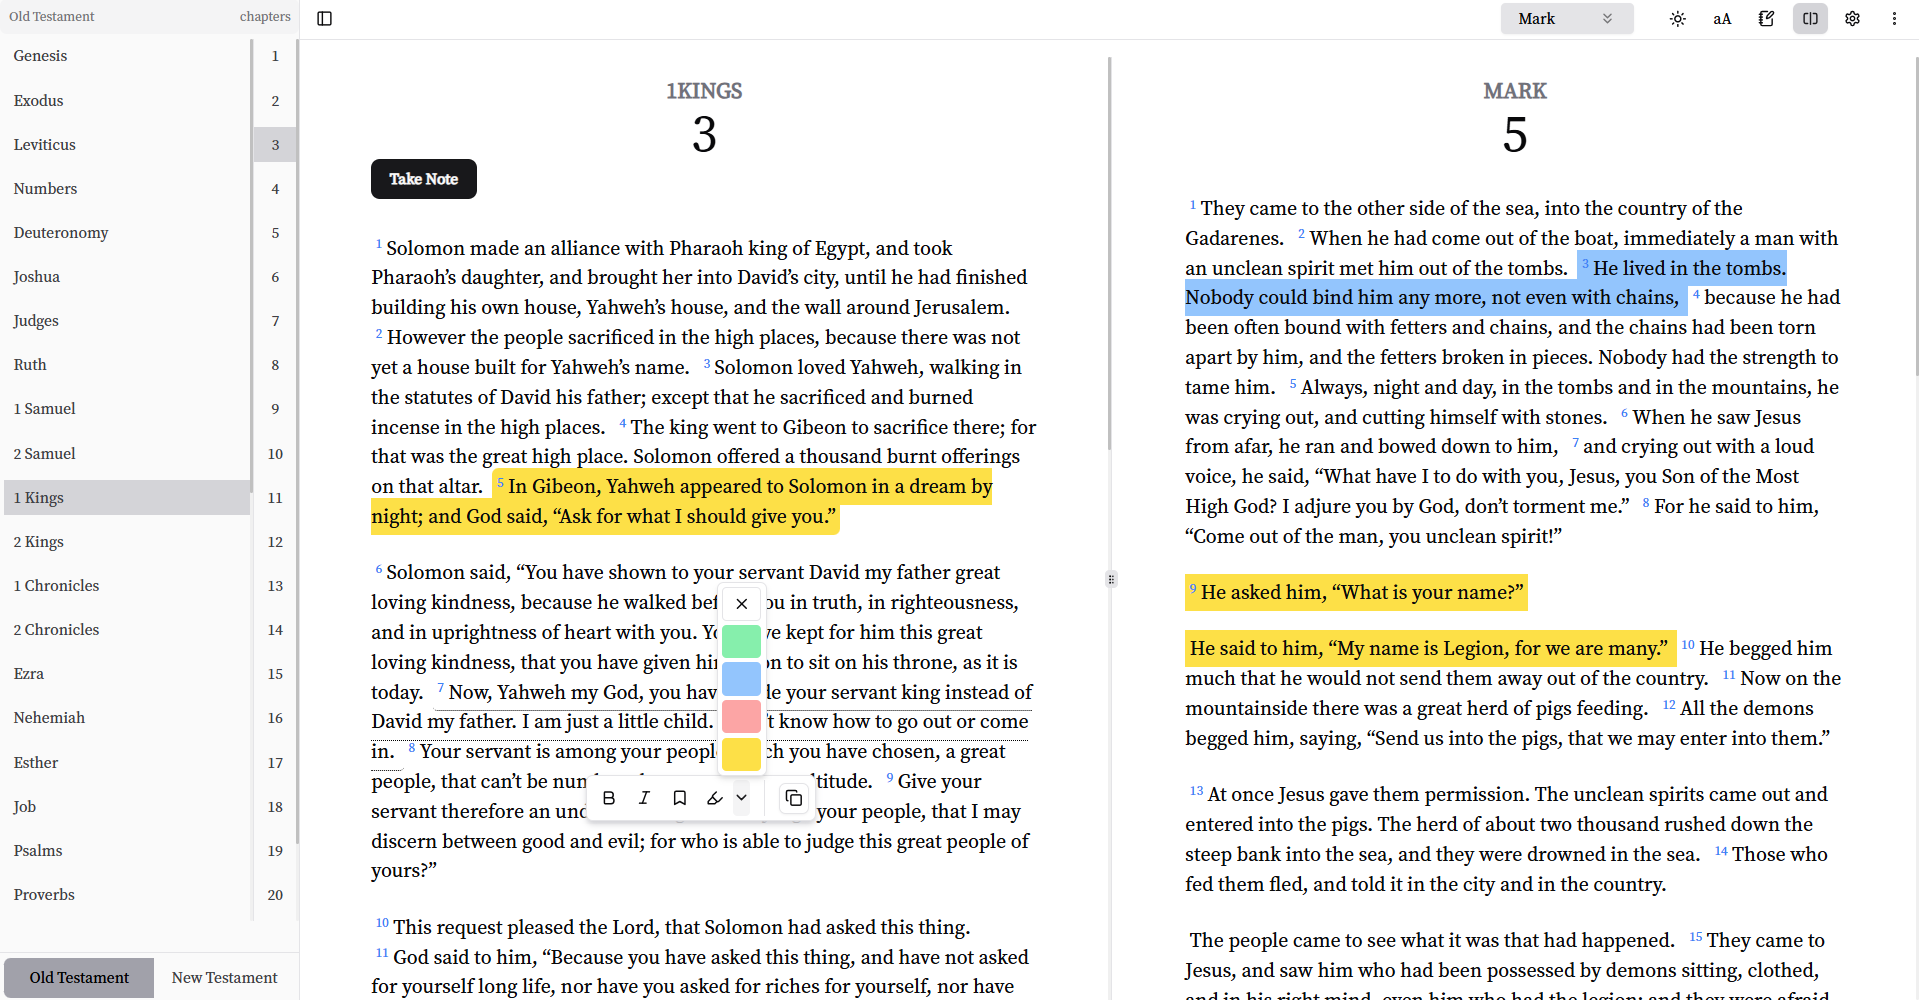 Old Testament
chapters
Genesis
1
Exodus
2
Leviticus
3
Numbers
4
Deuteronomy
5
Joshua
6
Judges
7
Ruth
8
1 Samuel
9
2 Samuel
10
1 Kings
11
2 Kings
12
1 Chronicles
13
2 Chronicles
14
Ezra
15
Nehemiah
16
Esther
17
Job
18
Psalms
19
Proverbs
20
Old Testament
New Testament
Mark
aA
1KINGS
3
Take Note
1 Solomon made an alliance with Pharaoh king of Egypt, and took
Pharaoh’s daughter, and brought her into David’s city, until he had finished
building his own house, Yahweh’s house, and the wall around Jerusalem.
2 However the people sacrificed in the high places, because there was not
yet a house built for Yahweh’s name. 3 Solomon loved Yahweh, walking in
the statutes of David his father; except that he sacrificed and burned
incense in the high places. 4 The king went to Gibeon to sacrifice there; for
that was the great high place. Solomon offered a thousand burnt offerings
on that altar. 5 In Gibeon, Yahweh appeared to Solomon in a dream by
night; and God said, “Ask for what I should give you.”
6 Solomon said, “You have shown to your servant David my father great
loving kindness, because he walked bef ou in truth, in righteousness,
and in uprightness of heart with you. Yo ve kept for him this great
loving kindness, that you have given hi on to sit on his throne, as it is
today. 7 Now, Yahweh my God, you hav de your servant king instead of
David my father. I am just a little child. ’t know how to go out or come
in. 8 Your servant is among your people ch you have chosen, a great
people, that can’t be num ltitude. 9 Give your
servant therefore an und your people, that I may
discern between good and evil; for who is able to judge this great people of
yours?”
10 This request pleased the Lord, that Solomon had asked this thing.
11 God said to him, “Because you have asked this thing, and have not asked
for yourself long life, nor have you asked for riches for yourself, nor have
B
I
MARK
5
1 They came to the other side of the sea, into the country of the
Gadarenes. 2 When he had come out of the boat, immediately a man with
an unclean spirit met him out of the tombs. 3 He lived in the tombs.
Nobody could bind him any more, not even with chains, 4 because he had
been often bound with fetters and chains, and the chains had been torn
apart by him, and the fetters broken in pieces. Nobody had the strength to
tame him. 5 Always, night and day, in the tombs and in the mountains, he
was crying out, and cutting himself with stones. 6 When he saw Jesus
from afar, he ran and bowed down to him, 7 and crying out with a loud
voice, he said, “What have I to do with you, Jesus, you Son of the Most
High God? I adjure you by God, don’t torment me.” 8 For he said to him,
“Come out of the man, you unclean spirit!”
9 He asked him, “What is your name?”
He said to him, “My name is Legion, for we are many.” 10 He begged him
much that he would not send them away out of the country. 11 Now on the
mountainside there was a great herd of pigs feeding. 12 All the demons
begged him, saying, “Send us into the pigs, that we may enter into them.”
13 At once Jesus gave them permission. The unclean spirits came out and
entered into the pigs. The herd of about two thousand rushed down the
steep bank into the sea, and they were drowned in the sea. 14 Those who
fed them fled, and told it in the city and in the country.
The people came to see what it was that had happened. 15 They came to
Jesus, and saw him who had been possessed by demons sitting, clothed,
and in his right mind, even him who had the legion; and they were afraid